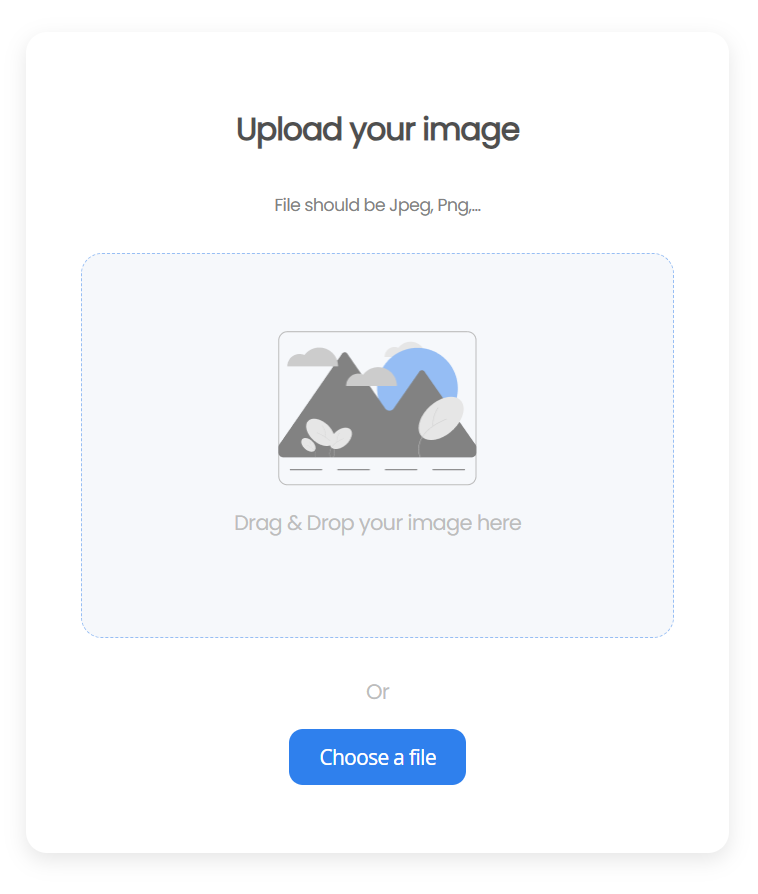 Upload your image
File should be Jpeg, Png,...
Drag & Drop your image here
Or
Choose a file